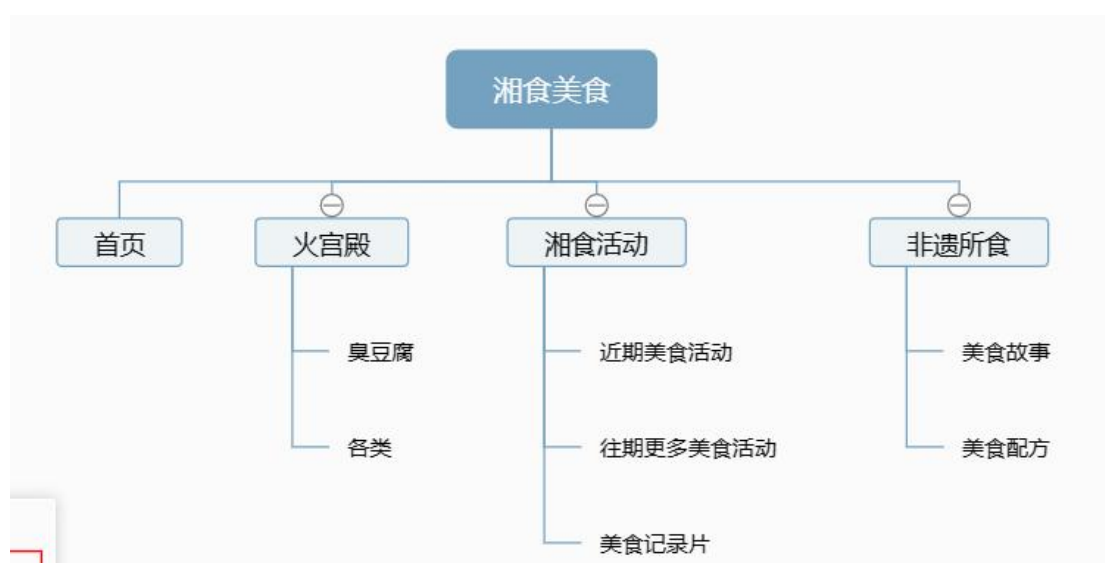 湘食美食
首页
火宫殿
湘食活动
非遗所食
臭豆腐
近期美食活动
美食故事
各类
往期更多美食活动
美食配方
美食记录片